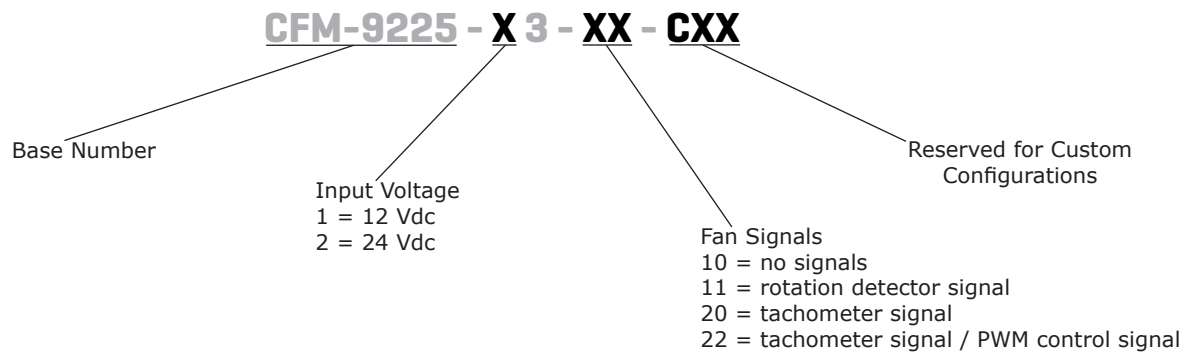 CFM-9225 - X 3 - XX - CXX
Base Number
Input Voltage
1 = 12 Vdc
2 = 24 Vdc
Fan Signals
10 = no signals
11 = rotation detector signal
20 = tachometer signal
22 = tachometer signal / PWM control signal
Reserved for Custom
Configurations